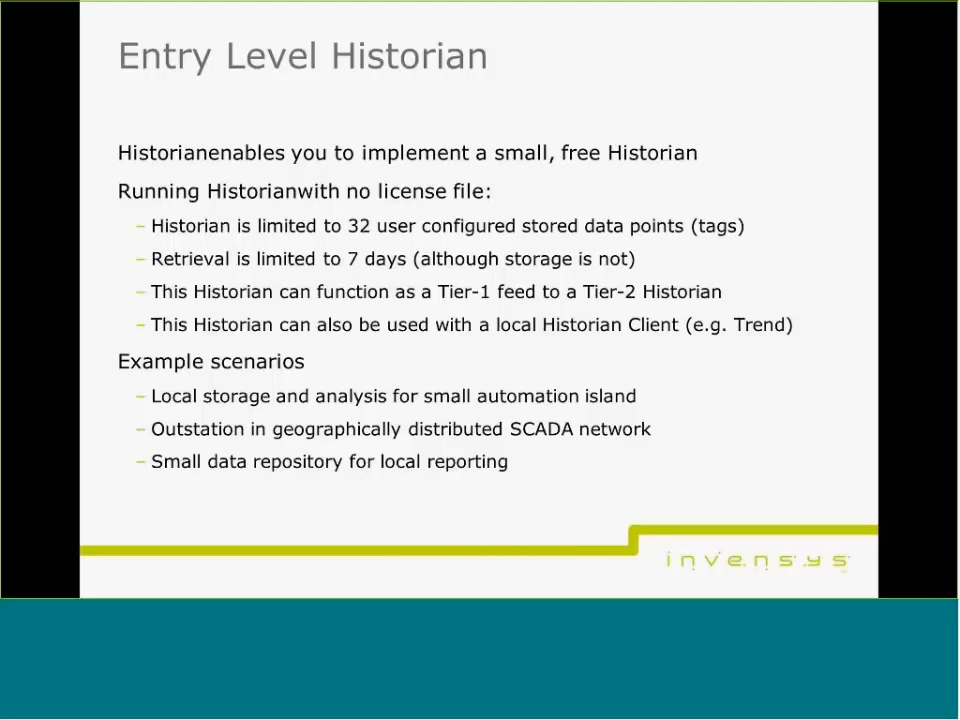 Entry Level Historian
Historianenables you to implement a small, free Historian
Running Historianwith no license file:
– Historian is limited to 32 user configured stored data points (tags)
– Retrieval is limited to 7 days (although storage is not)
– This Historian can function as a Tier-1 feed to a Tier-2 Historian
– This Historian can also be used with a local Historian Client (e.g. Trend)
Example scenarios
– Local storage and analysis for small automation island
– Outstation in geographically distributed SCADA network
– Small data repository for local reporting
invensys